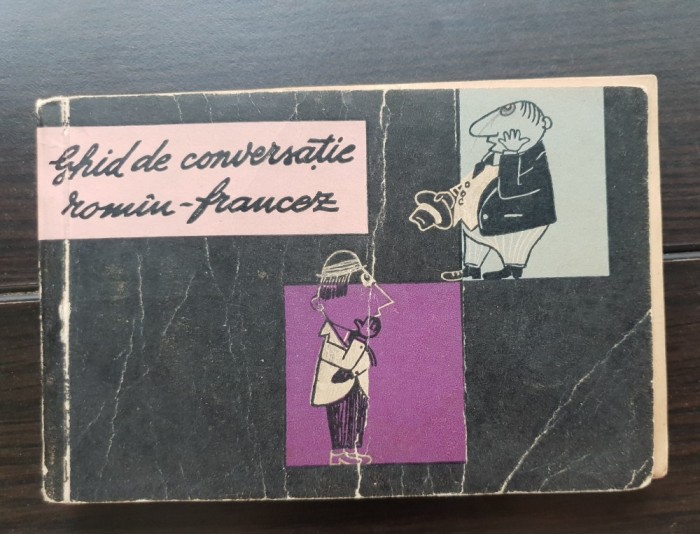 Ghid de conversație
romîn-francez